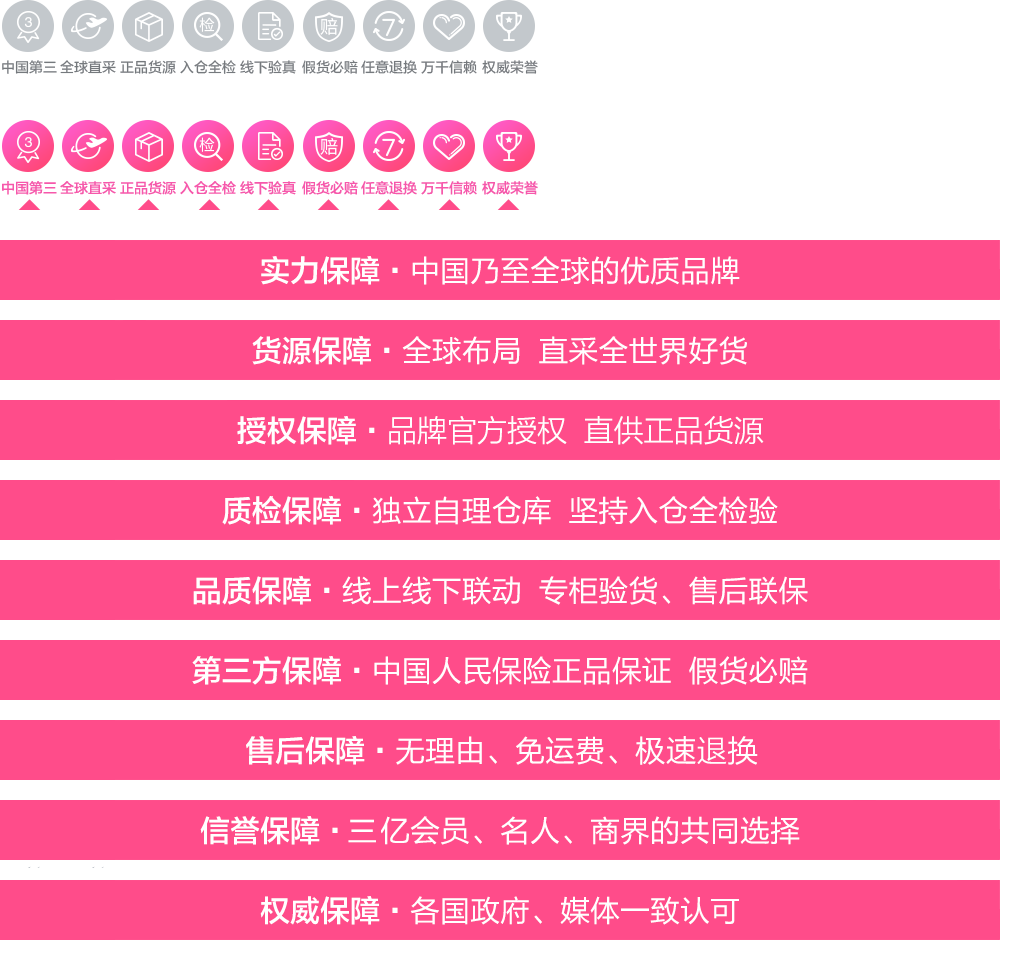 3 检 赔 7
中国第三 全球直采 正品货源 入仓全检 线下验真 假货必赔 任意退换 万千信赖 权威荣誉
3 检 赔 7
中国第三 全球直采 正品货源 入仓全检 线下验真 假货必赔 任意退换 万千信赖 权威荣誉
实力保障·中国乃至全球的优质品牌
货源保障·全球布局 直采全世界好货
授权保障·品牌官方授权 直供正品货源
质检保障·独立自理仓库 坚持入仓全检验
品质保障·线上线下联动 专柜验货、售后联保
第三方保障·中国人民保险正品保证 假货必赔
售后保障·无理由、免运费、极速退换
信誉保障·三亿会员、名人、商界的共同选择
权威保障·各国政府、媒体一致认可